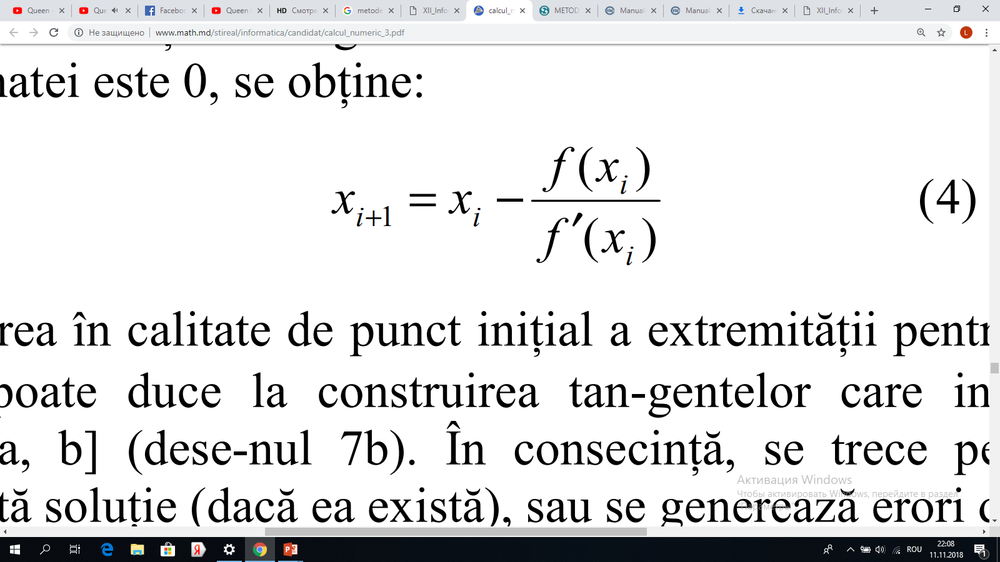 Queen
Que
Facebo
Queen
HD Смотре
metode
XII_Info
calcul_n
METOD
Manual
Manual
Скачан
XII_Info
Не защищено www.math.md/stireal/informatica/candidat/calcul_numeric_3.pdf
L
natei este 0, se obține:
x_{i+1} = x_i − f(x_i) / f′(x_i) (4)
rea în calitate de punct inițial a extremității pentr
poate duce la construirea tan-gentelor care in
a, b] (dese-nul 7b). În consecință, se trece pe
tă soluție (dacă ea există), sau se generează erori
Активация Windows
Чтобы активировать Windows, перейдите в раздел
"Параметры".
ROU
22:08
11.11.2018
1